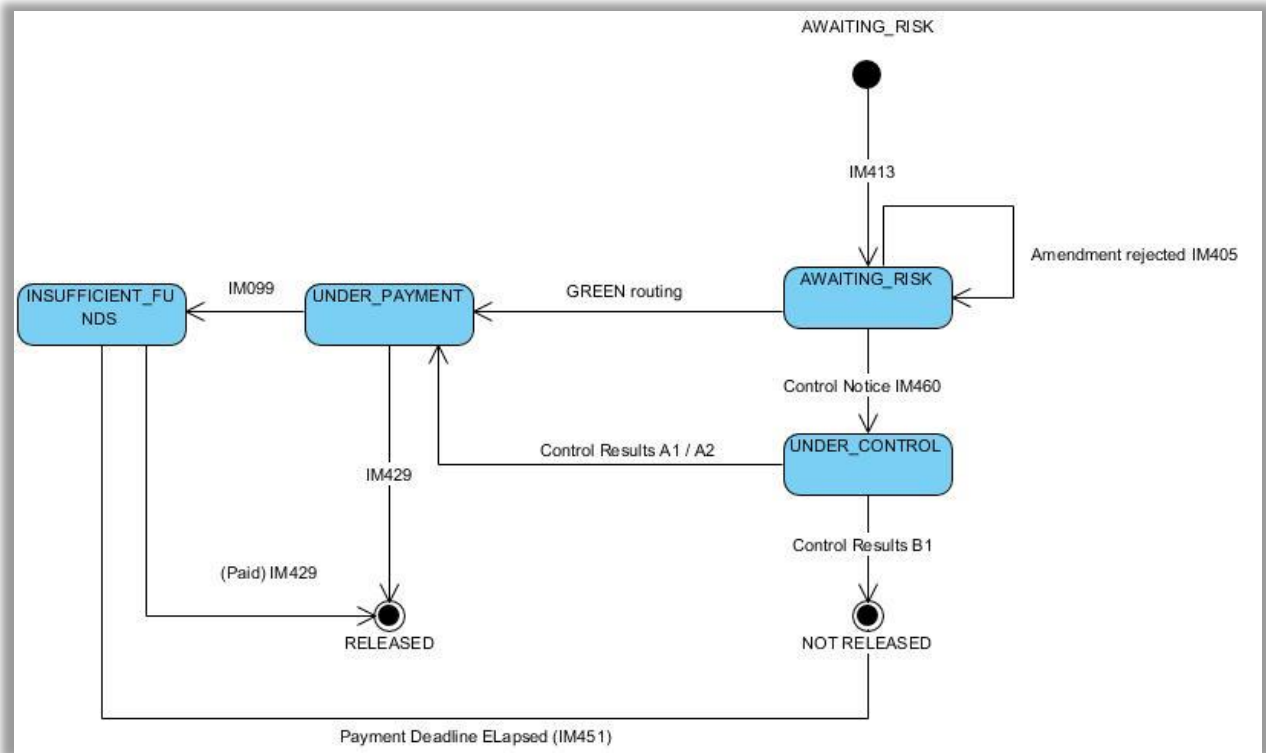 AWAITING_RISK
IM413
Amendment rejected IM405
AWAITING_RISK
GREEN routing
IM099
UNDER_PAYMENT
INSUFFICIENT_FU
NDS
Control Notice IM460
UNDER_CONTROL
Control Results A1 / A2
IM429
Control Results B1
(Paid) IM429
RELEASED
NOT RELEASED
Payment Deadline ELapsed (IM451)